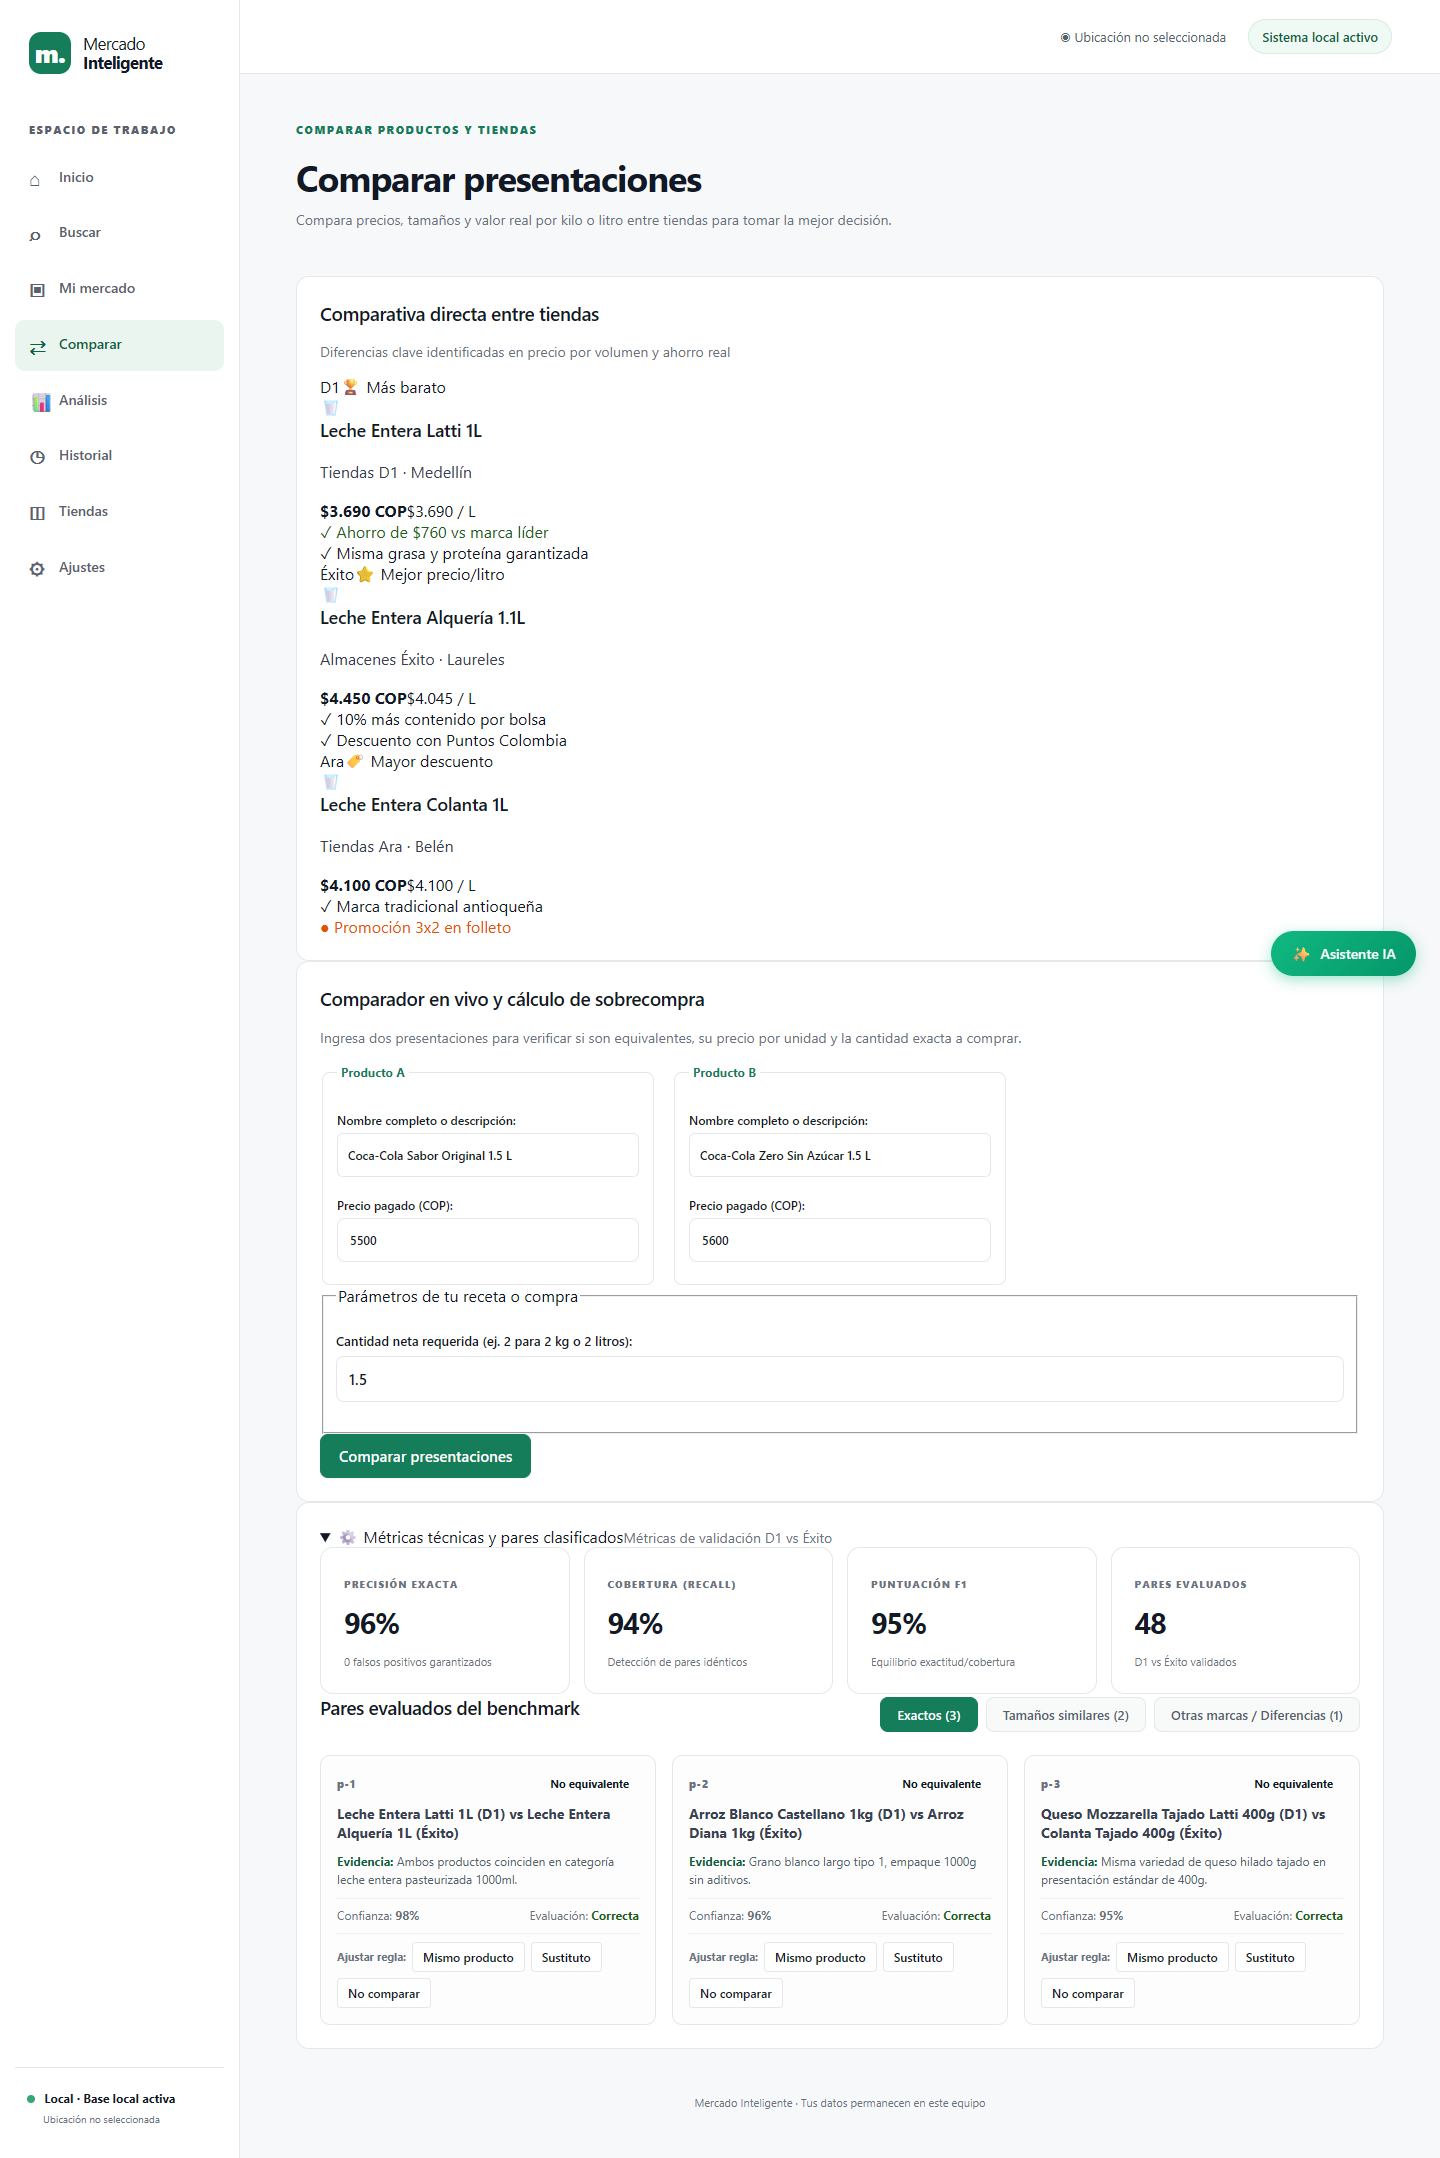 m.
Mercado
Inteligente
ESPACIO DE TRABAJO
Inicio
Buscar
Mi mercado
Comparar
Análisis
Historial
Tiendas
Ajustes
Local · Base local activa
Ubicación no seleccionada
Ubicación no seleccionada
Sistema local activo
COMPARAR PRODUCTOS Y TIENDAS
Comparar presentaciones
Compara precios, tamaños y valor real por kilo o litro entre tiendas para tomar la mejor decisión.
Comparativa directa entre tiendas
Diferencias clave identificadas en precio por volumen y ahorro real
D1🏆 Más barato
Leche Entera Latti 1L
Tiendas D1 · Medellín
$3.690 COP$3.690 / L
✓ Ahorro de $760 vs marca líder
✓ Misma grasa y proteína garantizada
Éxito⭐ Mejor precio/litro
Leche Entera Alquería 1.1L
Almacenes Éxito · Laureles
$4.450 COP$4.045 / L
✓ 10% más contenido por bolsa
✓ Descuento con Puntos Colombia
Ara🏷️ Mayor descuento
Leche Entera Colanta 1L
Tiendas Ara · Belén
$4.100 COP$4.100 / L
✓ Marca tradicional antioqueña
● Promoción 3x2 en folleto
✨ Asistente IA
Comparador en vivo y cálculo de sobrecompra
Ingresa dos presentaciones para verificar si son equivalentes, su precio por unidad y la cantidad exacta a comprar.
Producto A
Nombre completo o descripción:
Coca-Cola Sabor Original 1.5 L
Precio pagado (COP):
5500
Producto B
Nombre completo o descripción:
Coca-Cola Zero Sin Azúcar 1.5 L
Precio pagado (COP):
5600
Parámetros de tu receta o compra
Cantidad neta requerida (ej. 2 para 2 kg o 2 litros):
1.5
Comparar presentaciones
▼ ⚙️ Métricas técnicas y pares clasificadosMétricas de validación D1 vs Éxito
PRECISIÓN EXACTA
96%
0 falsos positivos garantizados
COBERTURA (RECALL)
94%
Detección de pares idénticos
PUNTUACIÓN F1
95%
Equilibrio exactitud/cobertura
PARES EVALUADOS
48
D1 vs Éxito validados
Pares evaluados del benchmark
Exactos (3)
Tamaños similares (2)
Otras marcas / Diferencias (1)
p-1
No equivalente
Leche Entera Latti 1L (D1) vs Leche Entera
Alquería 1L (Éxito)
Evidencia: Ambos productos coinciden en categoría
leche entera pasteurizada 1000ml.
Confianza: 98%
Evaluación: Correcta
Ajustar regla:
Mismo producto
Sustituto
No comparar
p-2
No equivalente
Arroz Blanco Castellano 1kg (D1) vs Arroz
Diana 1kg (Éxito)
Evidencia: Grano blanco largo tipo 1, empaque 1000g
sin aditivos.
Confianza: 96%
Evaluación: Correcta
Ajustar regla:
Mismo producto
Sustituto
No comparar
p-3
No equivalente
Queso Mozzarella Tajado Latti 400g (D1) vs
Colanta Tajado 400g (Éxito)
Evidencia: Misma variedad de queso hilado tajado en
presentación estándar de 400g.
Confianza: 95%
Evaluación: Correcta
Ajustar regla:
Mismo producto
Sustituto
No comparar
Mercado Inteligente · Tus datos permanecen en este equipo